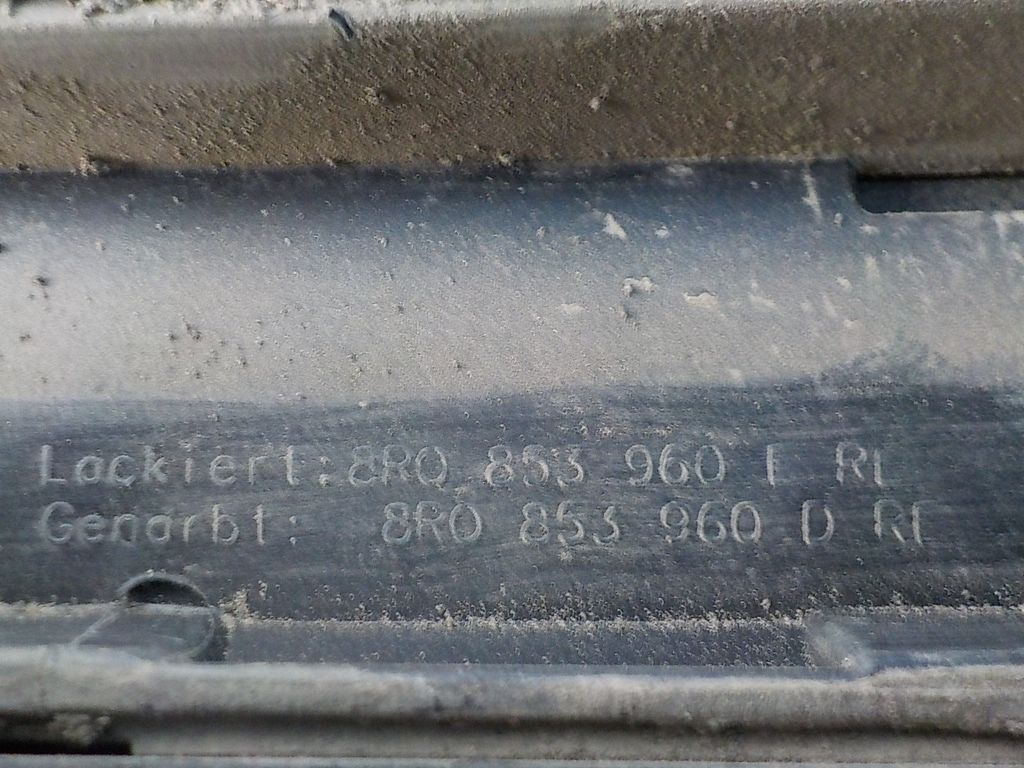 Lackiert: 8R0 853 960 E RL
Genarbt: 8R0 853 960 D RL